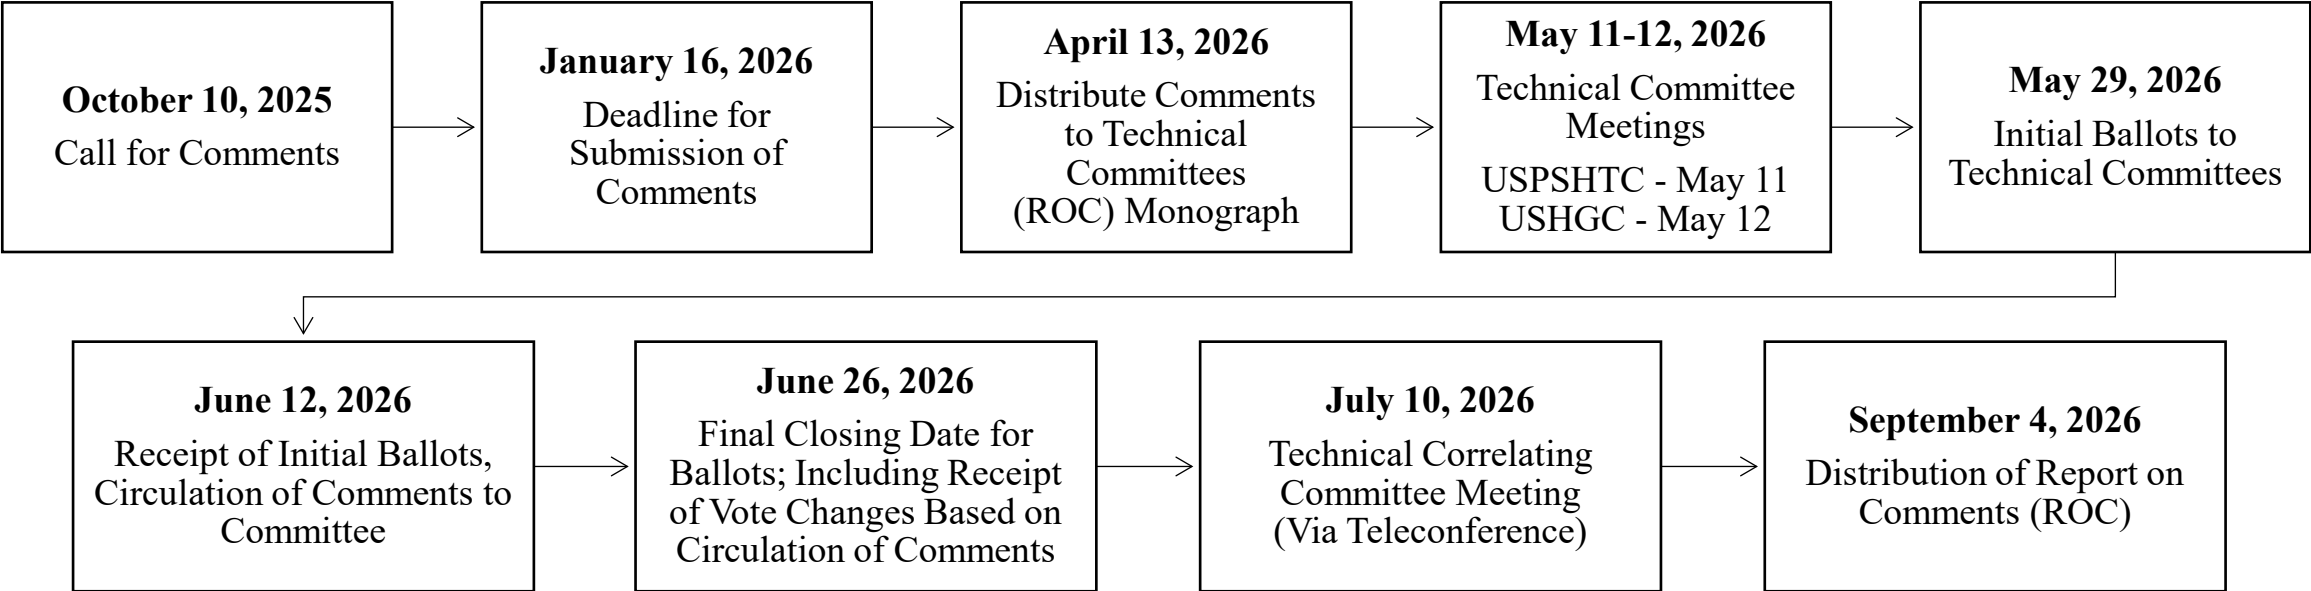 October 10, 2025
Call for Comments
January 16, 2026
Deadline for
Submission of
Comments
April 13, 2026
Distribute Comments
to Technical
Committees
(ROC) Monograph
May 11-12, 2026
Technical Committee
Meetings
USPSHTC - May 11
USHGC - May 12
May 29, 2026
Initial Ballots to
Technical Committees
June 12, 2026
Receipt of Initial Ballots,
Circulation of Comments to
Committee
June 26, 2026
Final Closing Date for
Ballots; Including Receipt
of Vote Changes Based on
Circulation of Comments
July 10, 2026
Technical Correlating
Committee Meeting
(Via Teleconference)
September 4, 2026
Distribution of Report on
Comments (ROC)